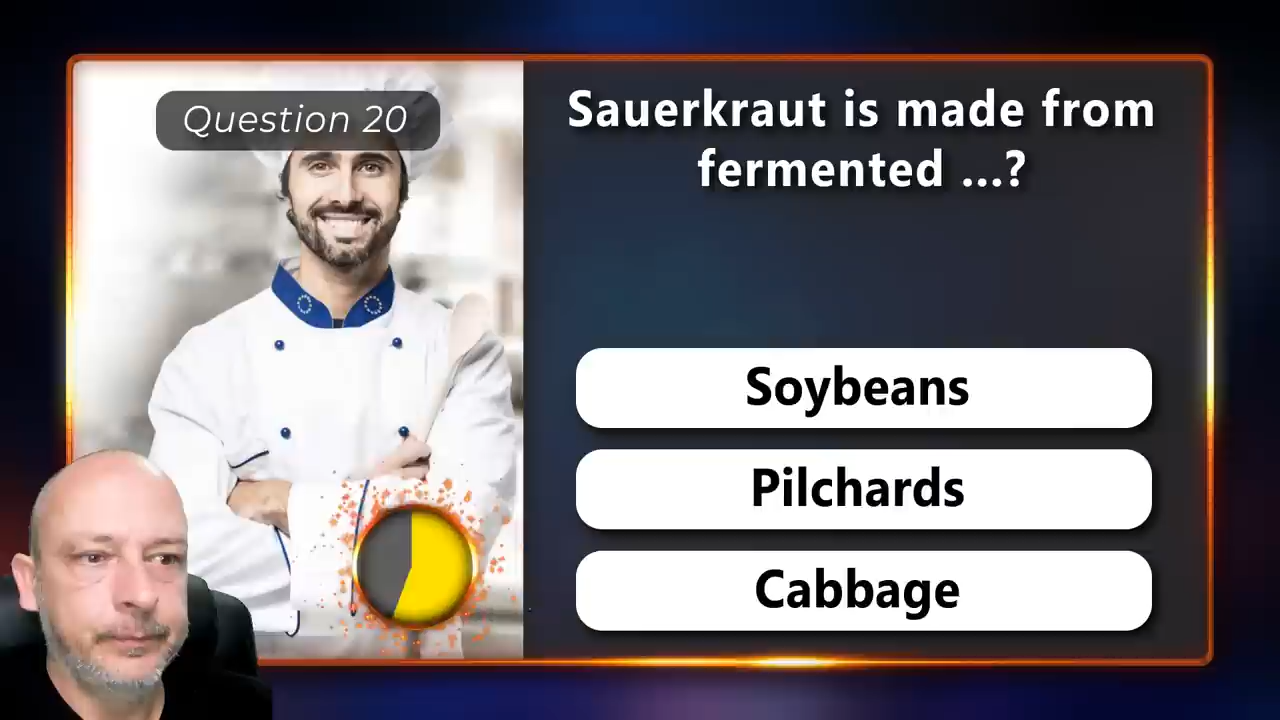 Question 20
Sauerkraut is made from
fermented ...?
Soybeans
Pilchards
Cabbage